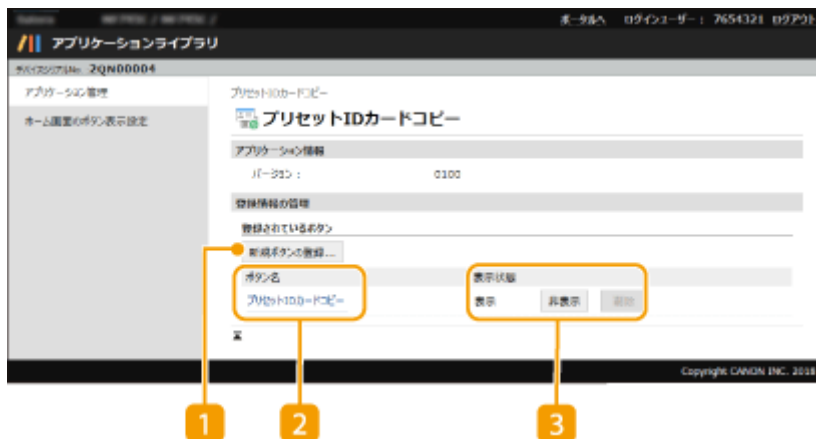 ポータルへ ログインユーザー： 7654321 ログアウト
アプリケーションライブラリ
デバイスシリアルNo. 2QN00004
アプリケーション管理
ホーム画面のボタン表示設定
プリセットIDカードコピー
プリセットIDカードコピー
アプリケーション情報
バージョン： 0100
登録情報の管理
登録されているボタン
新規ボタンの登録...
ボタン名 表示状態
プリセットIDカードコピー 表示 非表示 削除
Copyright CANON INC. 2018
1 2 3